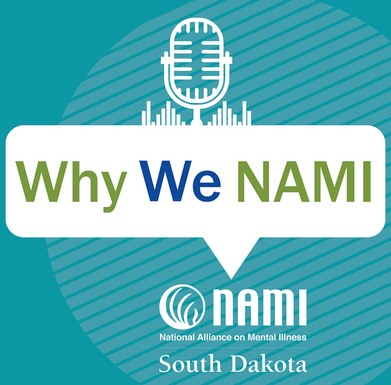 Why We NAMI
NAMI
National Alliance on Mental Illness
South Dakota